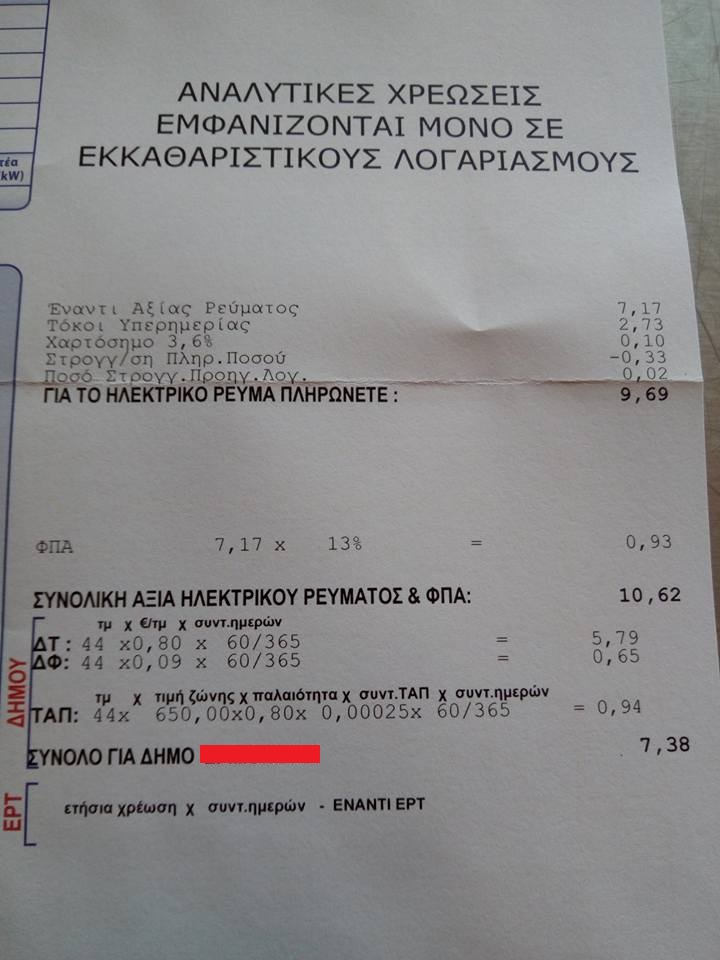 τέα
kW)
ΑΝΑΛΥΤΙΚΕΣ ΧΡΕΩΣΕΙΣ
ΕΜΦΑΝΙΖΟΝΤΑΙ ΜΟΝΟ ΣΕ
ΕΚΚΑΘΑΡΙΣΤΙΚΟΥΣ ΛΟΓΑΡΙΑΣΜΟΥΣ
Έναντι Αξίας Ρεύματος 7,17
Τόκοι Υπερημερίας 2,73
Χαρτόσημο 3,6% 0,10
Στρογγ/ση Πληρ.Ποσού -0,33
Ποσό Στρογγ.Προηγ.Λογ. 0,02
ΓΙΑ ΤΟ ΗΛΕΚΤΡΙΚΟ ΡΕΥΜΑ ΠΛΗΡΩΝΕΤΕ : 9,69
ΦΠΑ 7,17 x 13% = 0,93
ΣΥΝΟΛΙΚΗ ΑΞΙΑ ΗΛΕΚΤΡΙΚΟΥ ΡΕΥΜΑΤΟΣ & ΦΠΑ: 10,62
τμ χ €/τμ χ συντ.ημερών
ΔΤ : 44 x0,80 x 60/365 = 5,79
ΔΦ: 44 x0,09 x 60/365 = 0,65
τμ χ τιμή ζώνης χ παλαιότητα χ συντ.ΤΑΠ χ συντ.ημερών
ΤΑΠ: 44x 650,00x0,80x 0,00025x 60/365 = 0,94
ΔΗΜΟΥ
ΣΥΝΟΛΟ ΓΙΑ ΔΗΜΟ 7,38
ΕΡΤ
ετήσια χρέωση χ συντ.ημερών - ΕΝΑΝΤΙ ΕΡΤ